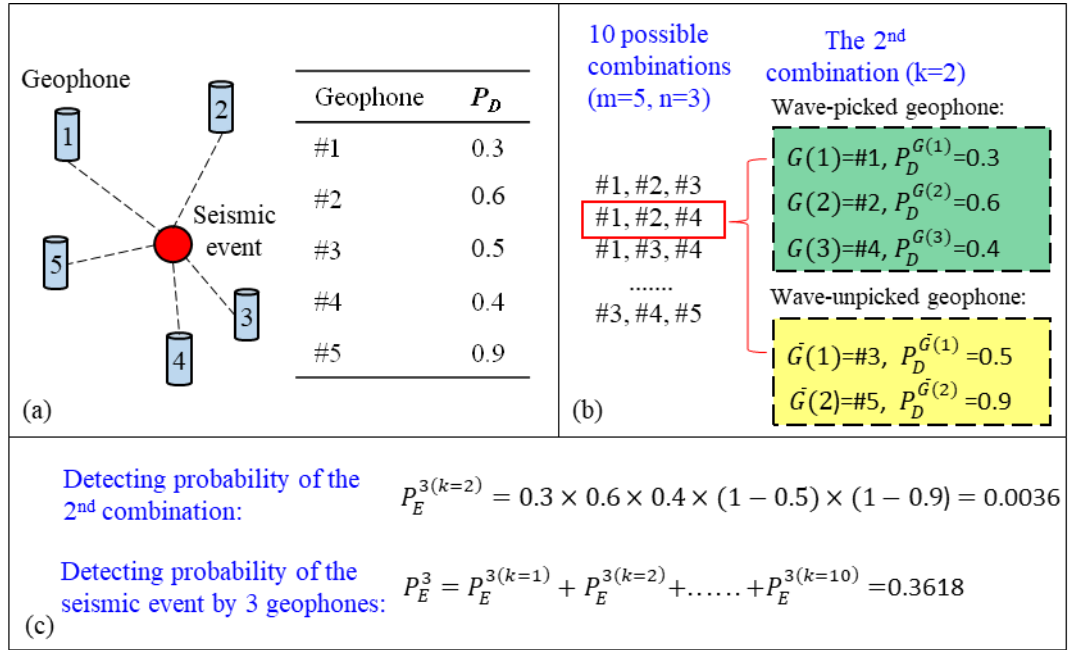 Geophone
1
2
Seismic
event
5
3
4
Geophone P_D
#1 0.3
#2 0.6
#3 0.5
#4 0.4
#5 0.9
(a)
10 possible
combinations
(m=5, n=3)
#1, #2, #3
#1, #2, #4
#1, #3, #4
.......
#3, #4, #5
(b)
The 2nd
combination (k=2)
Wave-picked geophone:
G(1)=#1, P_D^{G(1)}=0.3
G(2)=#2, P_D^{G(2)}=0.6
G(3)=#4, P_D^{G(3)}=0.4
Wave-unpicked geophone:
Ḡ(1)=#3, P_D^{Ḡ(1)} =0.5
Ḡ(2)=#5, P_D^{Ḡ(2)} =0.9
Detecting probability of the
2nd combination:
P_E^{3(k=2)} = 0.3 × 0.6 × 0.4 × (1 − 0.5) × (1 − 0.9) = 0.0036
Detecting probability of the
seismic event by 3 geophones:
P_E^3 = P_E^{3(k=1)} + P_E^{3(k=2)}+......+P_E^{3(k=10)} =0.3618
(c)